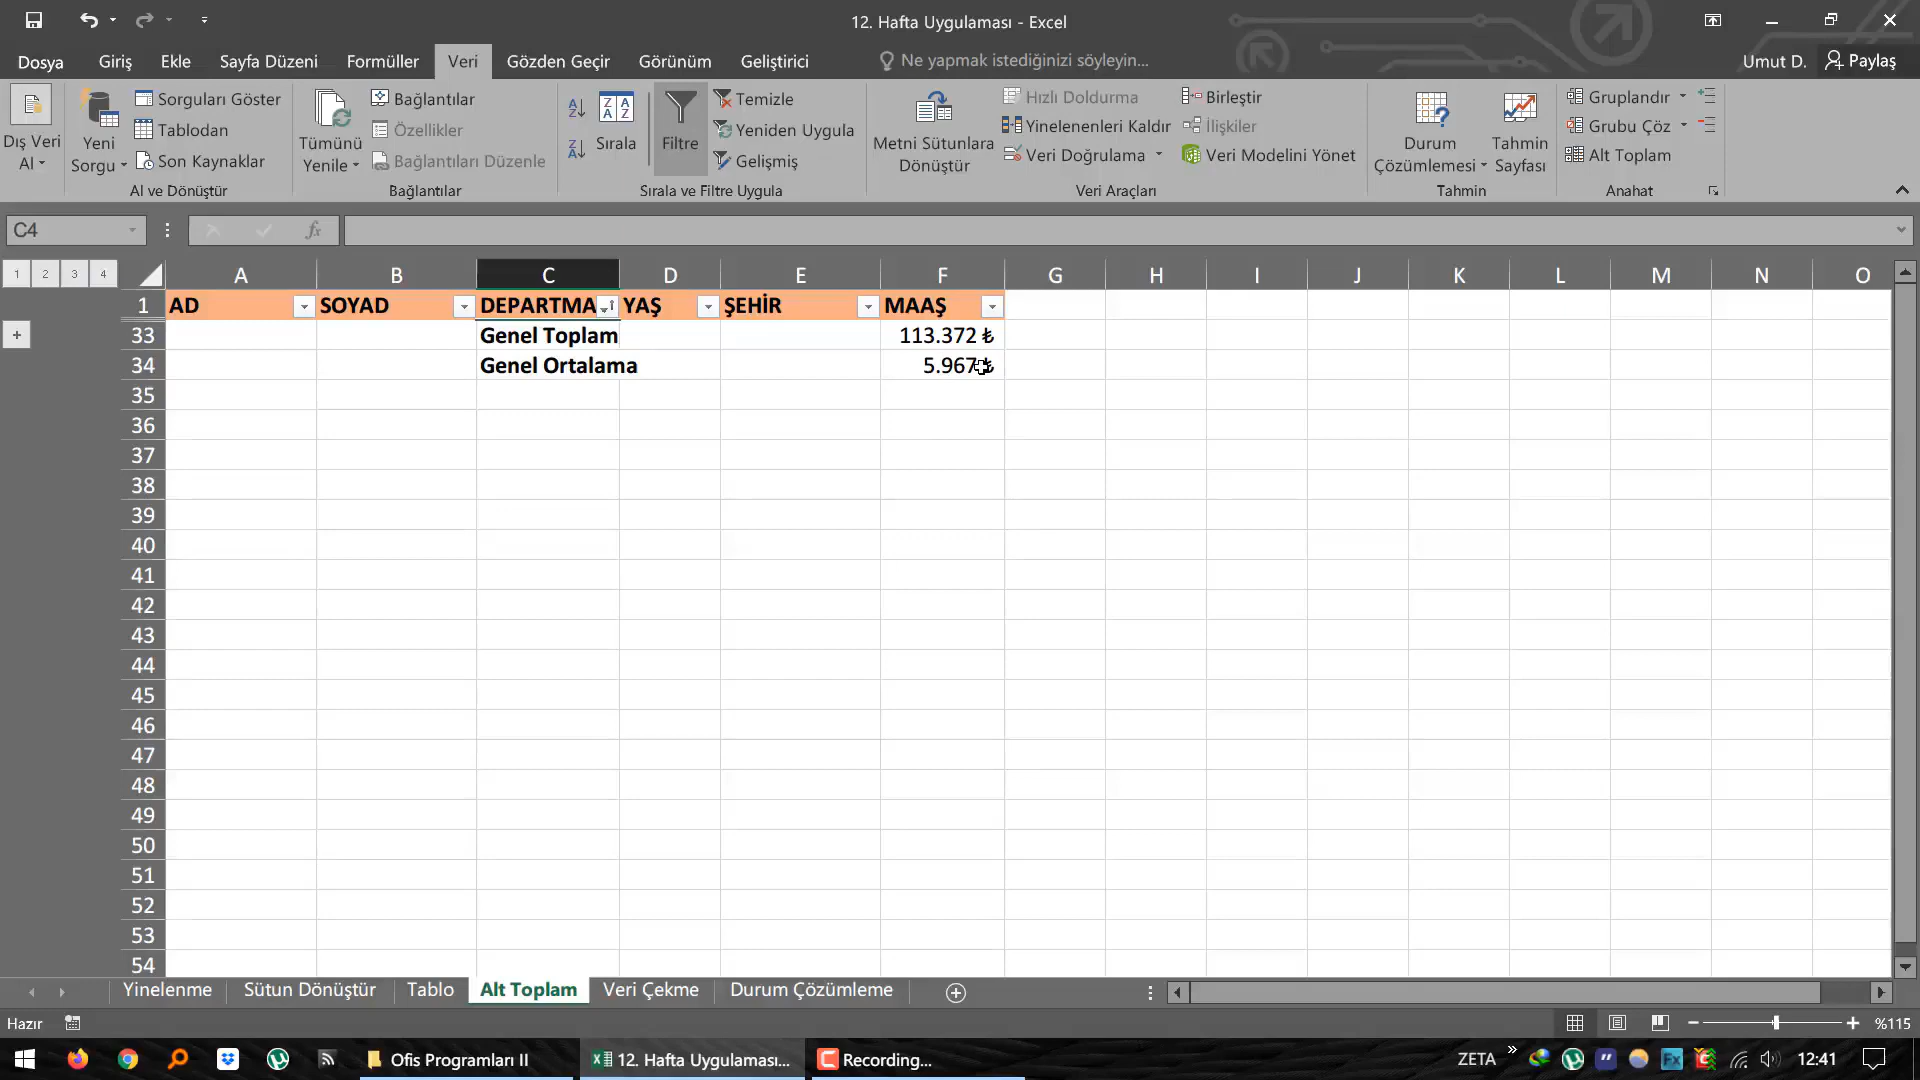 12. Hafta Uygulaması - Excel
Dosya Giriş Ekle Sayfa Düzeni Formüller Veri Gözden Geçir Görünüm Geliştirici Ne yapmak istediğinizi söyleyin... Umut D. Paylaş
Dış Veri Al
Yeni Sorgu
Sorguları Göster
Tablodan
Son Kaynaklar
Al ve Dönüştür
Tümünü Yenile
Bağlantılar
Özellikler
Bağlantıları Düzenle
Bağlantılar
Sırala
Filtre
Temizle
Yeniden Uygula
Gelişmiş
Sırala ve Filtre Uygula
Metni Sütunlara Dönüştür
Hızlı Doldurma
Yinelenenleri Kaldır
Veri Doğrulama
Birleştir
İlişkiler
Veri Modelini Yönet
Veri Araçları
Durum Çözümlemesi
Tahmin Sayfası
Tahmin
Gruplandır
Grubu Çöz
Alt Toplam
Anahat
C4 fx
1 2 3 4 A B C D E F G H I J K L M N O
1 AD SOYAD DEPARTMA YAŞ ŞEHİR MAAŞ
33 Genel Toplam 113.372 ₺
34 Genel Ortalama 5.967 ₺
35
36
37
38
39
40
41
42
43
44
45
46
47
48
49
50
51
52
53
54
Yinelenme Sütun Dönüştür Tablo Alt Toplam Veri Çekme Durum Çözümleme
Hazır %115
Ofis Programları II 12. Hafta Uygulaması... Recording... ZETA 12:41